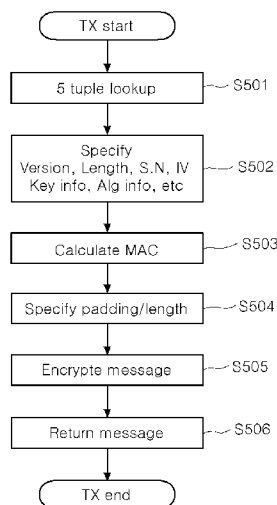 TX start
5 tuple lookup
S501
Specify
Version, Length, S.N, IV
Key info, Alg info, etc
S502
Calculate MAC
S503
Specify padding/length
S504
Encrypte message
S505
Return message
S506
TX end